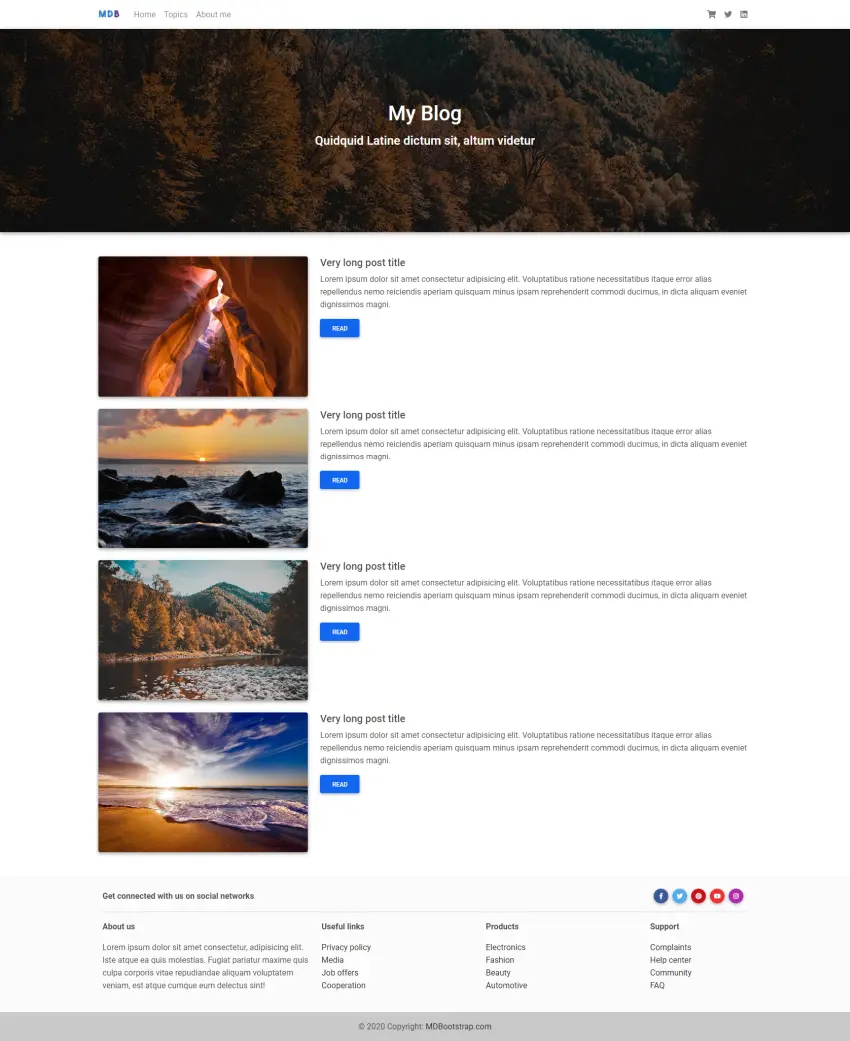 MDB Home Topics About me
My Blog
Quidquid Latine dictum sit, altum videtur
Very long post title
Lorem ipsum dolor sit amet consectetur adipisicing elit. Voluptatibus ratione necessitatibus itaque error alias
repellendus nemo reiciendis aperiam quisquam minus ipsam reprehenderit commodi ducimus, in dicta aliquam eveniet
dignissimos magni.
READ
Very long post title
Lorem ipsum dolor sit amet consectetur adipisicing elit. Voluptatibus ratione necessitatibus itaque error alias
repellendus nemo reiciendis aperiam quisquam minus ipsam reprehenderit commodi ducimus, in dicta aliquam eveniet
dignissimos magni.
READ
Very long post title
Lorem ipsum dolor sit amet consectetur adipisicing elit. Voluptatibus ratione necessitatibus itaque error alias
repellendus nemo reiciendis aperiam quisquam minus ipsam reprehenderit commodi ducimus, in dicta aliquam eveniet
dignissimos magni.
READ
Very long post title
Lorem ipsum dolor sit amet consectetur adipisicing elit. Voluptatibus ratione necessitatibus itaque error alias
repellendus nemo reiciendis aperiam quisquam minus ipsam reprehenderit commodi ducimus, in dicta aliquam eveniet
dignissimos magni.
READ
Get connected with us on social networks
About us
Lorem ipsum dolor sit amet consectetur, adipisicing elit.
Iste atque ea quis molestias. Fugiat pariatur maxime quis
culpa corporis vitae repudiandae aliquam voluptatem
veniam, est atque cumque eum delectus sint!
Useful links
Privacy policy
Media
Job offers
Cooperation
Products
Electronics
Fashion
Beauty
Automotive
Support
Complaints
Help center
Community
FAQ
© 2020 Copyright: MDBootstrap.com